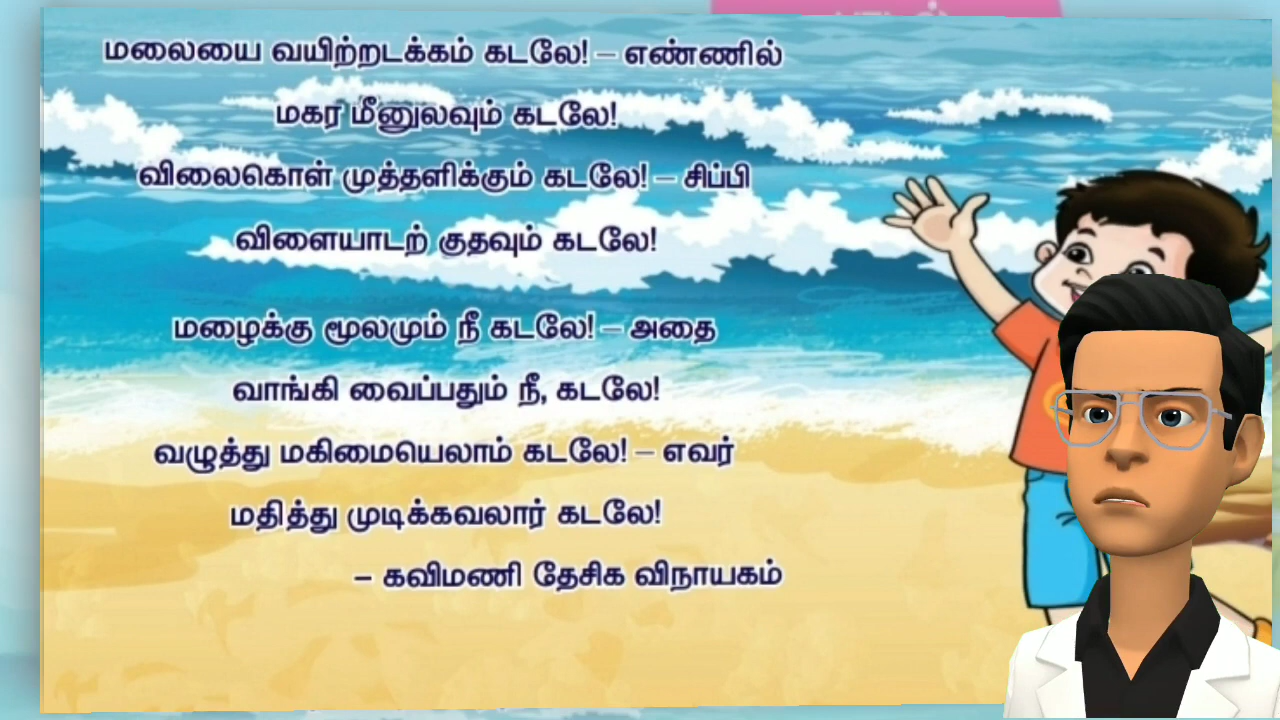 மலையை வயிற்றடக்கம் கடலே! – எண்ணில்
மகர மீனுலவும் கடலே!
விலைகொள் முத்தளிக்கும் கடலே! – சிப்பி
விளையாடற் குதவும் கடலே!
மழைக்கு மூலமும் நீ கடலே! – அதை
வாங்கி வைப்பதும் நீ, கடலே!
வழுத்து மகிமையெலாம் கடலே! – எவர்
மதித்து முடிக்கவலார் கடலே!
– கவிமணி தேசிக விநாயகம்